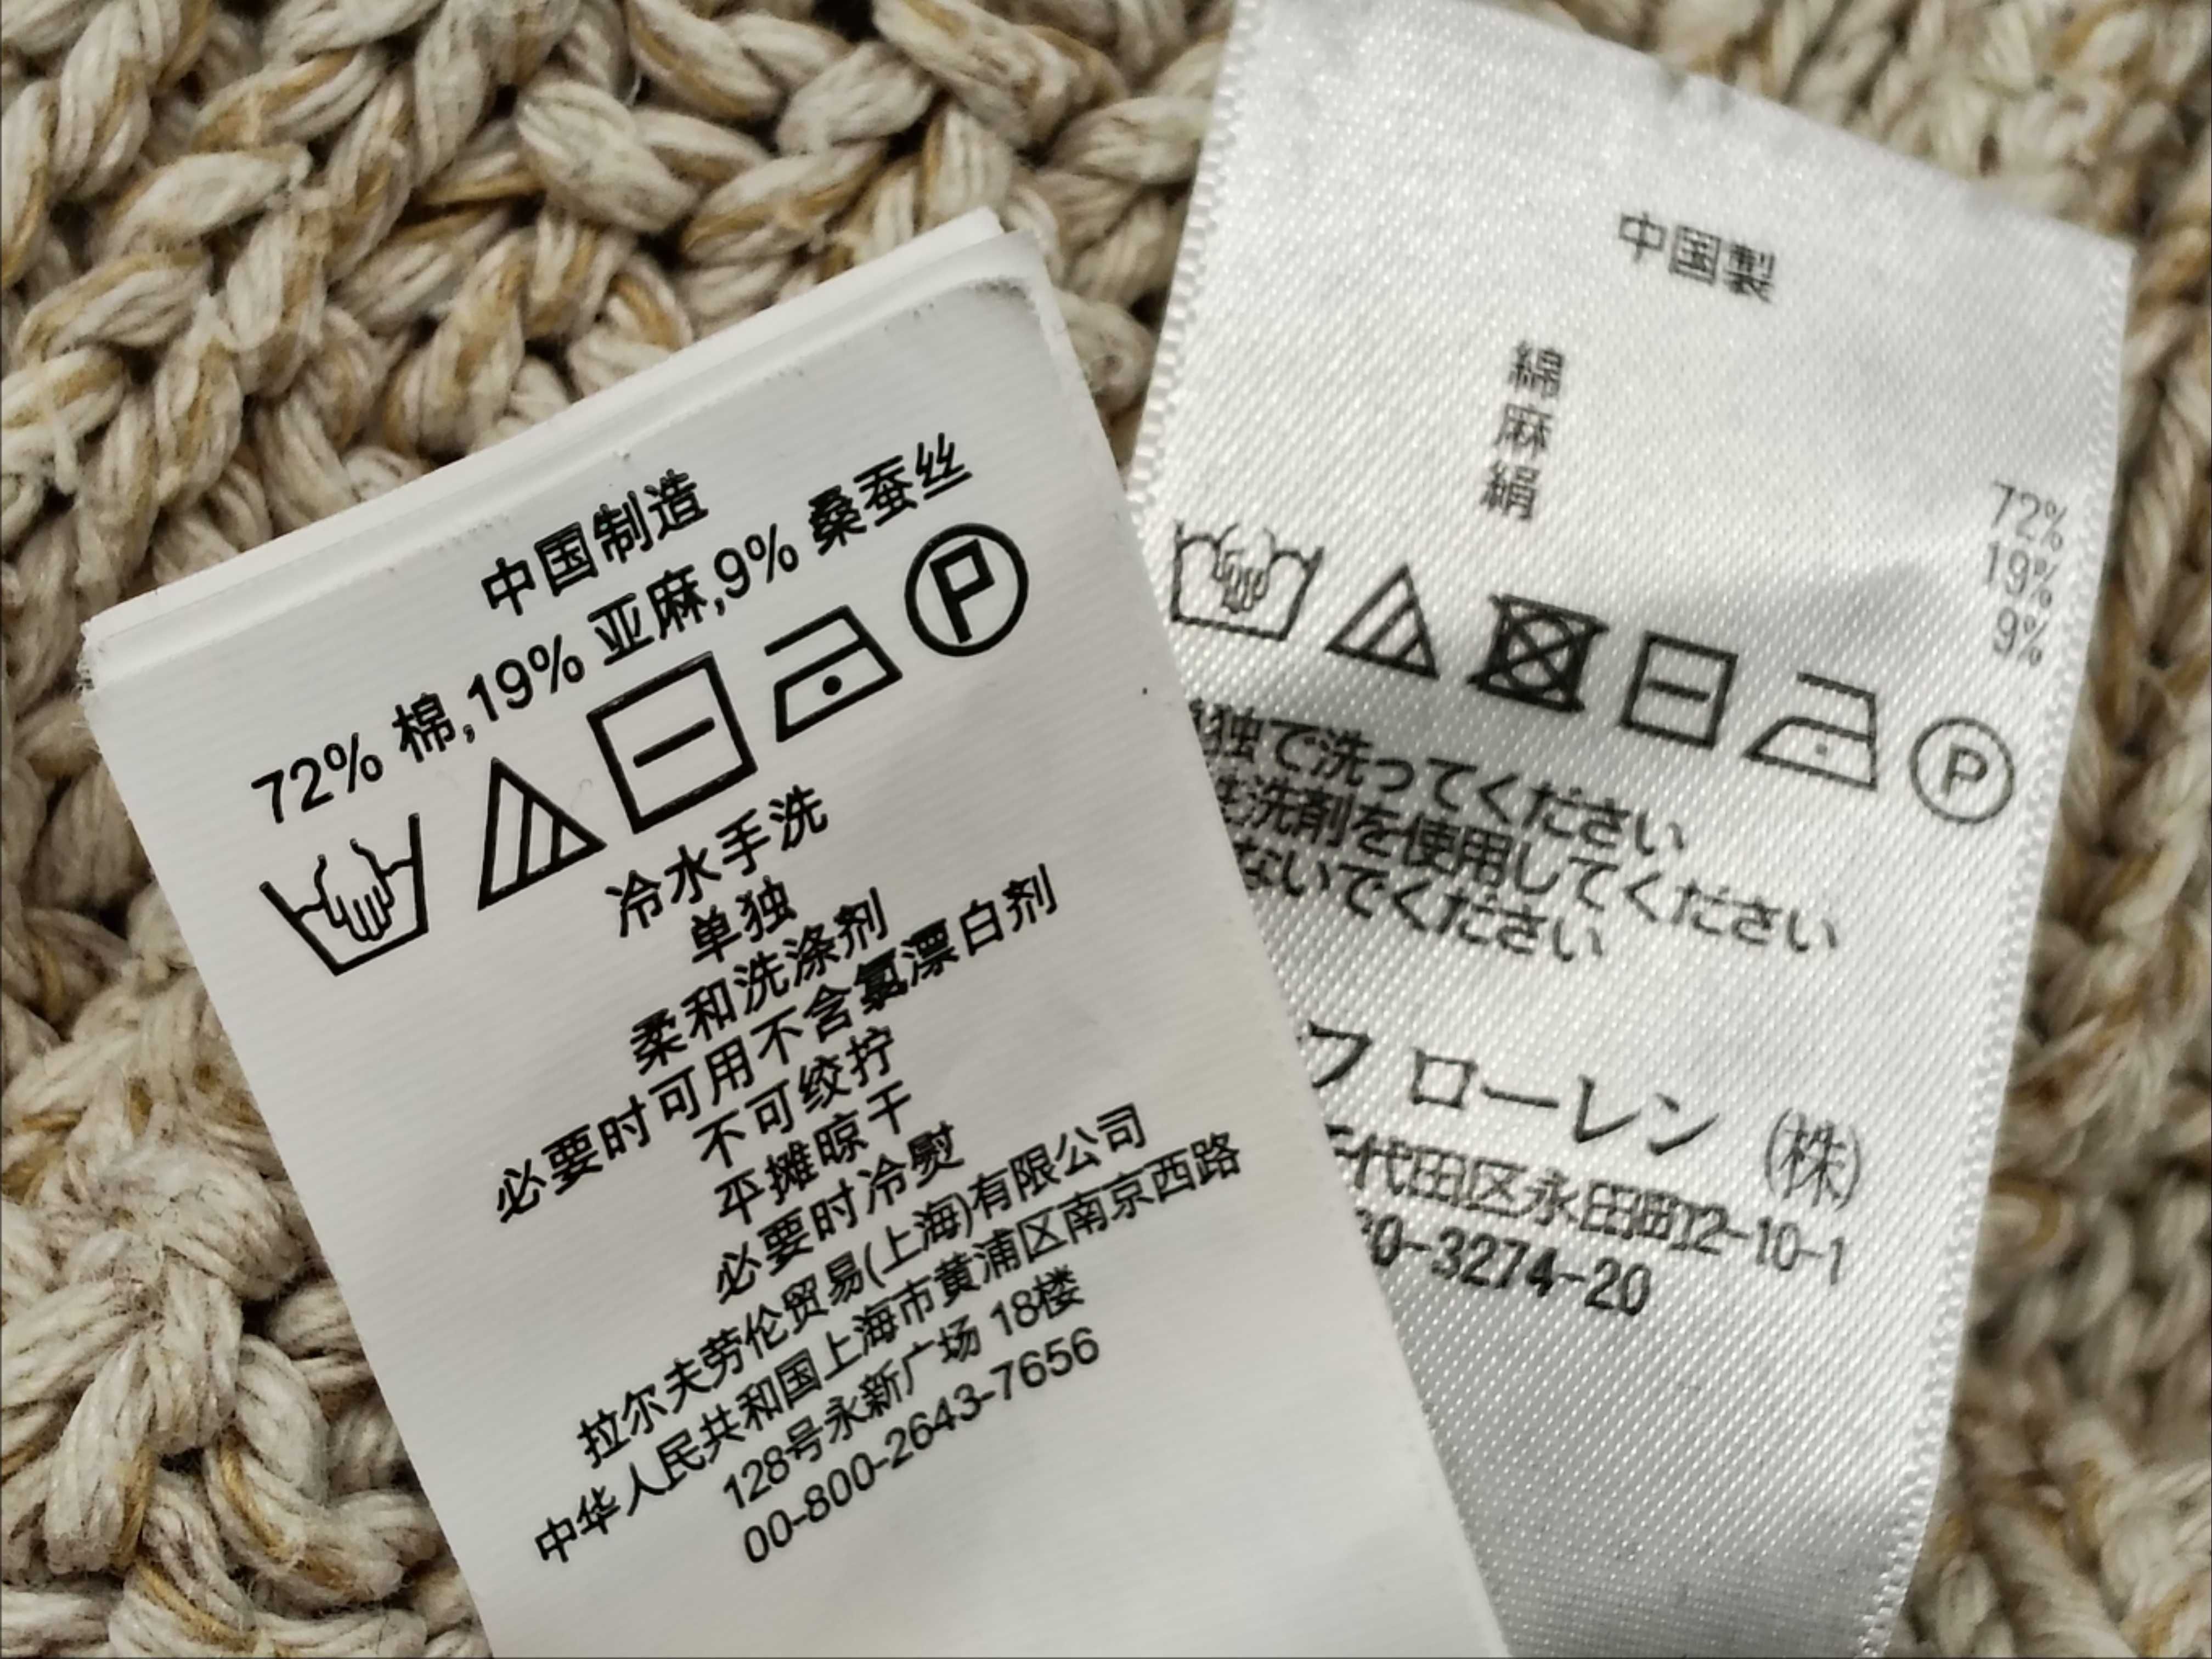 中国制造
72% 棉,19% 亚麻,9% 桑蚕丝
P
冷水手洗
单独
柔和洗涤剂
必要时可用不含氯漂白剂
不可绞拧
平摊晾干
必要时冷熨
拉尔夫劳伦贸易(上海)有限公司
中华人民共和国上海市黄浦区南京西路
128号永新广场 18楼
00-800-2643-7656
中国製
綿 72%
麻 19%
絹 9%
P
独で洗ってください
洗剤を使用してください
ないでください
フ ローレン (株)
千代田区永田町2-10-1
0-3274-20